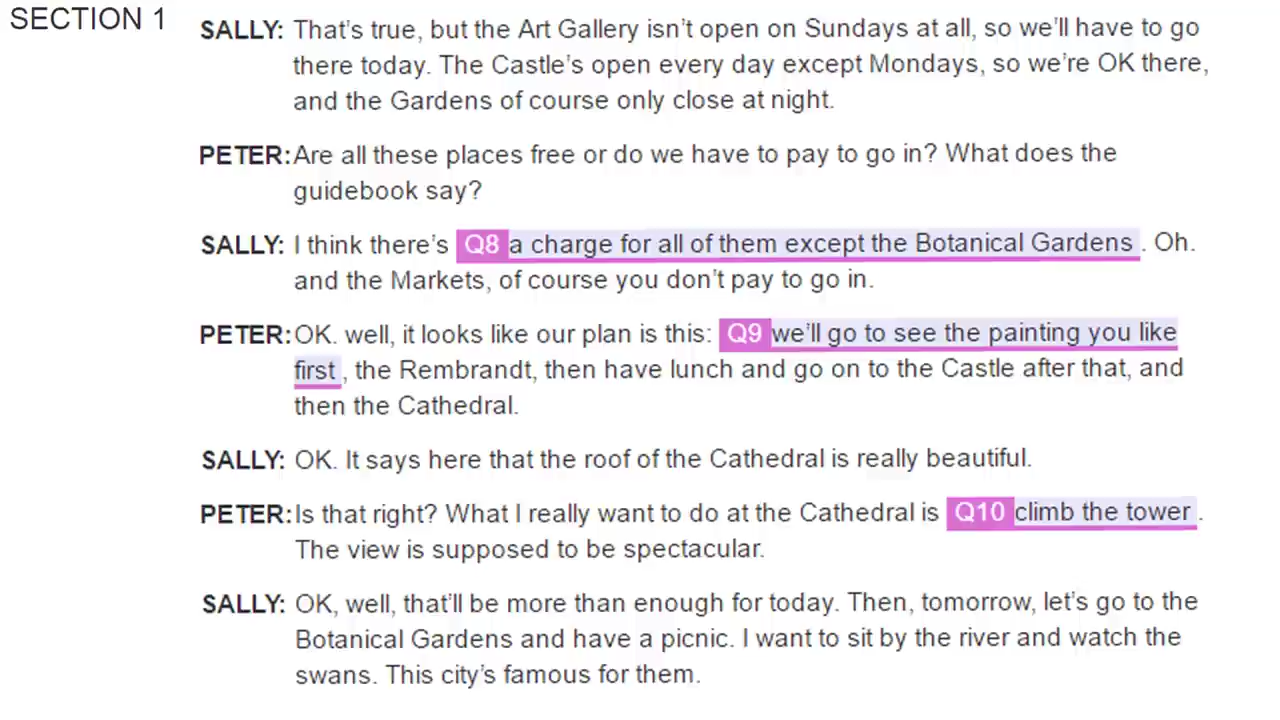 SECTION 1
SALLY: That's true, but the Art Gallery isn't open on Sundays at all, so we'll have to go
there today. The Castle's open every day except Mondays, so we're OK there,
and the Gardens of course only close at night.
PETER: Are all these places free or do we have to pay to go in? What does the
guidebook say?
SALLY: I think there's Q8 a charge for all of them except the Botanical Gardens . Oh.
and the Markets, of course you don't pay to go in.
PETER: OK. well, it looks like our plan is this: Q9 we'll go to see the painting you like
first , the Rembrandt, then have lunch and go on to the Castle after that, and
then the Cathedral.
SALLY: OK. It says here that the roof of the Cathedral is really beautiful.
PETER: Is that right? What I really want to do at the Cathedral is Q10 climb the tower .
The view is supposed to be spectacular.
SALLY: OK, well, that'll be more than enough for today. Then, tomorrow, let's go to the
Botanical Gardens and have a picnic. I want to sit by the river and watch the
swans. This city's famous for them.